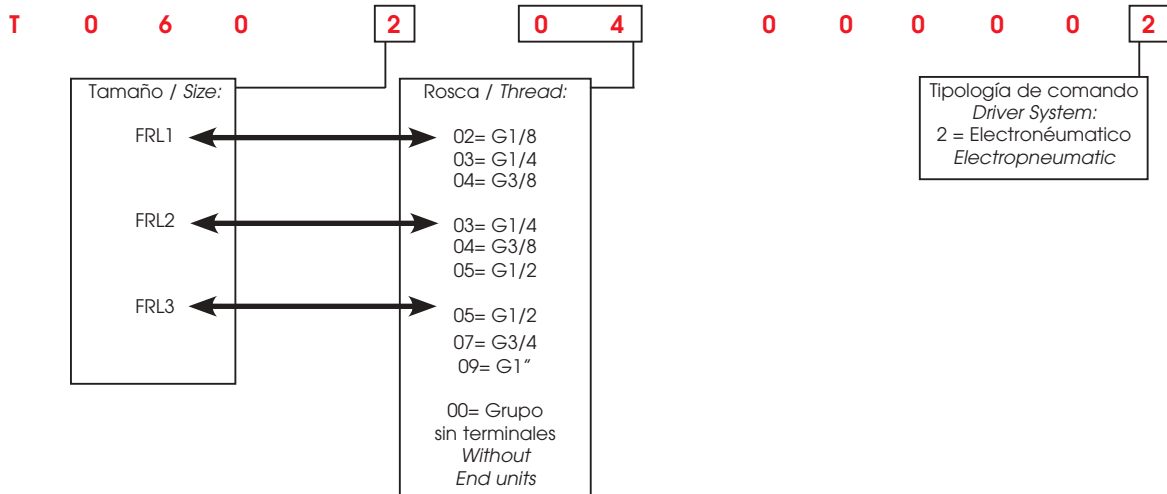 T 0 6 0 2 0 4 0 0 0 0 0 2
Tamaño / Size:
FRL1
FRL2
FRL3
Rosca / Thread:
02= G1/8
03= G1/4
04= G3/8
03= G1/4
04= G3/8
05= G1/2
05= G1/2
07= G3/4
09= G1”
00= Grupo
sin terminales
Without
End units
Tipología de comando
Driver System:
2 = Electronéumatico
Electropneumatic